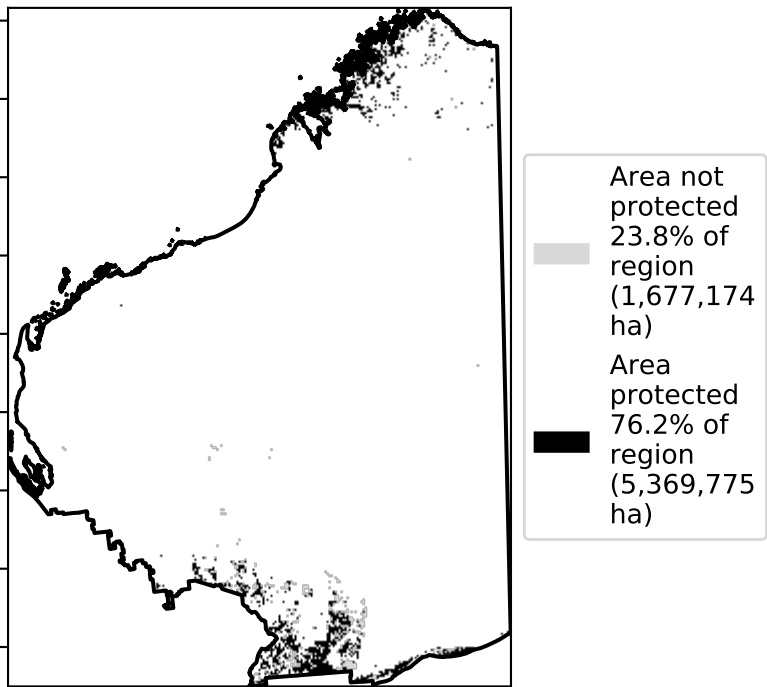 Area not
protected
23.8% of
region
(1,677,174
ha)
Area
protected
76.2% of
region
(5,369,775
ha)